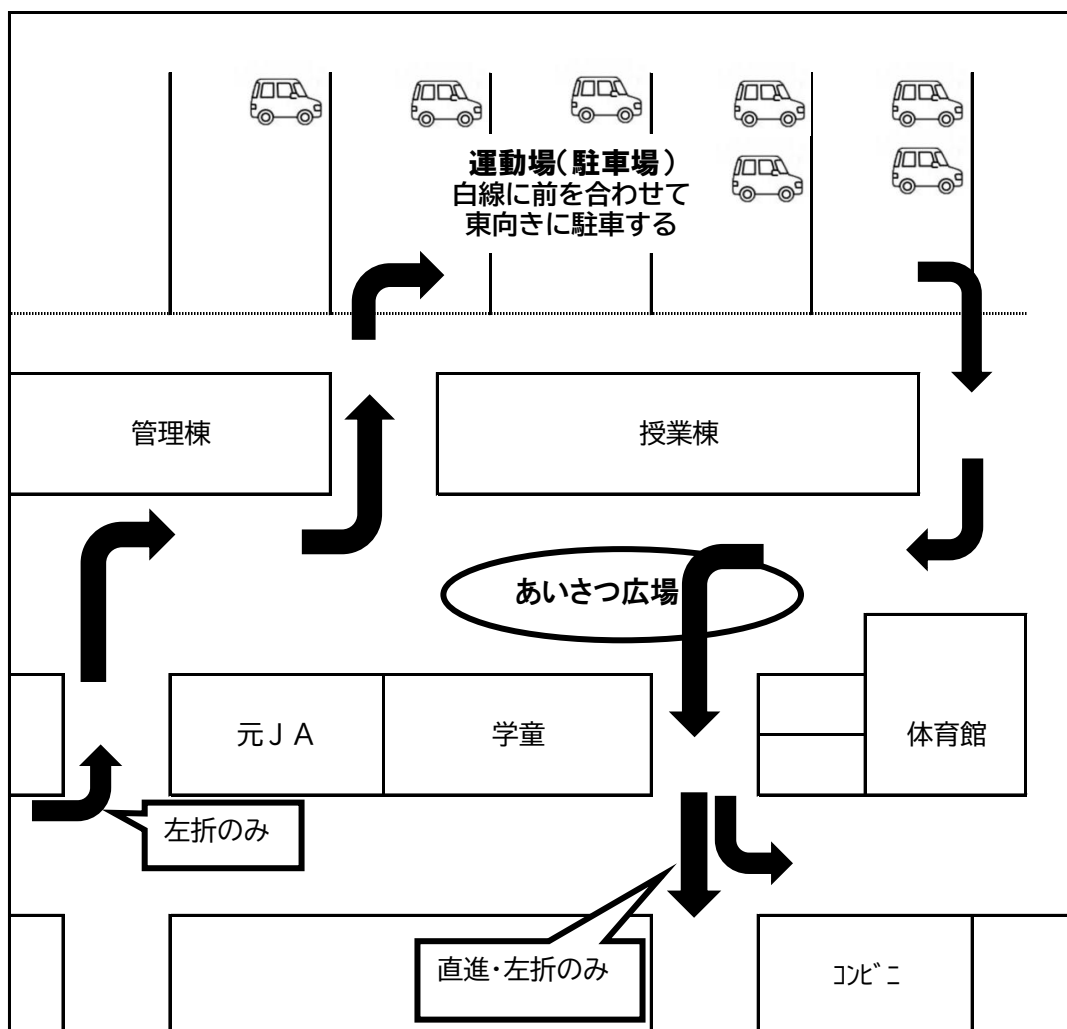 運動場（駐車場）
白線に前を合わせて
東向きに駐車する
管理棟
授業棟
あいさつ広場
元ＪＡ
学童
体育館
左折のみ
直進・左折のみ
ｺﾝﾋﾞﾆ